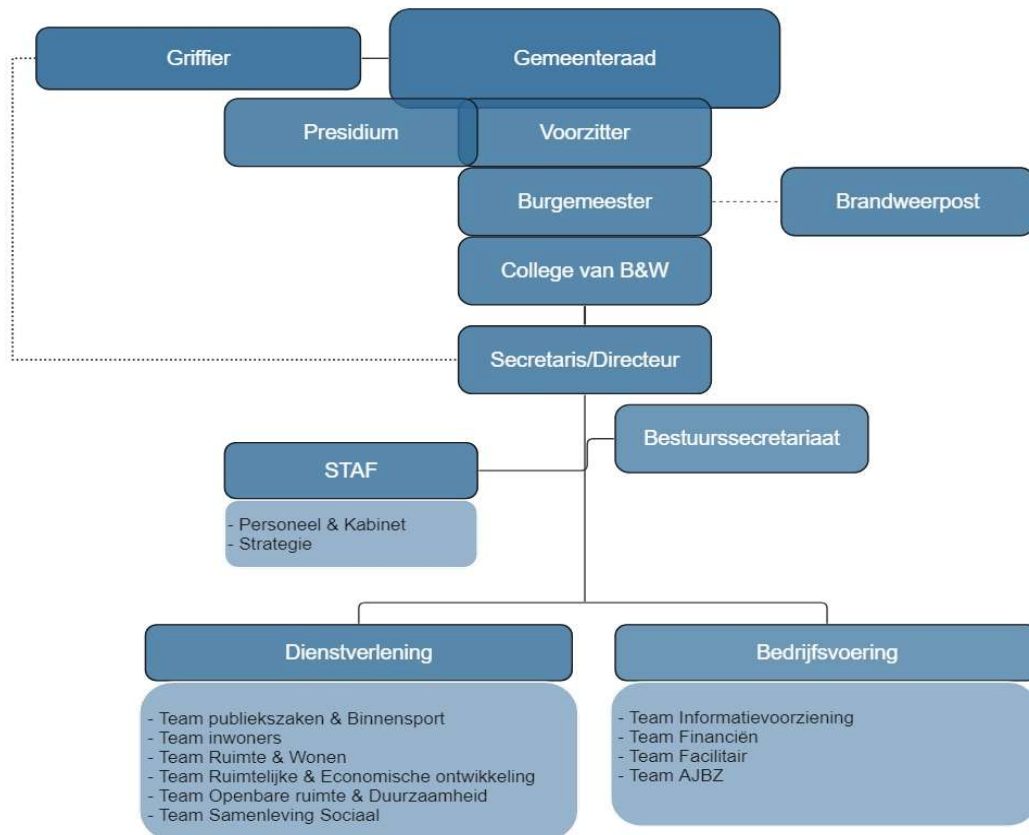 Griffier
Gemeenteraad
Presidium
Voorzitter
Burgemeester
Brandweerpost
College van B&W
Secretaris/Directeur
Bestuurssecretariaat
STAF
- Personeel & Kabinet
- Strategie
Dienstverlening
- Team publiekszaken & Binnensport
- Team inwoners
- Team Ruimte & Wonen
- Team Ruimtelijke & Economische ontwikkeling
- Team Openbare ruimte & Duurzaamheid
- Team Samenleving Sociaal
Bedrijfsvoering
- Team Informatievoorziening
- Team Financiën
- Team Facilitair
- Team AJBZ